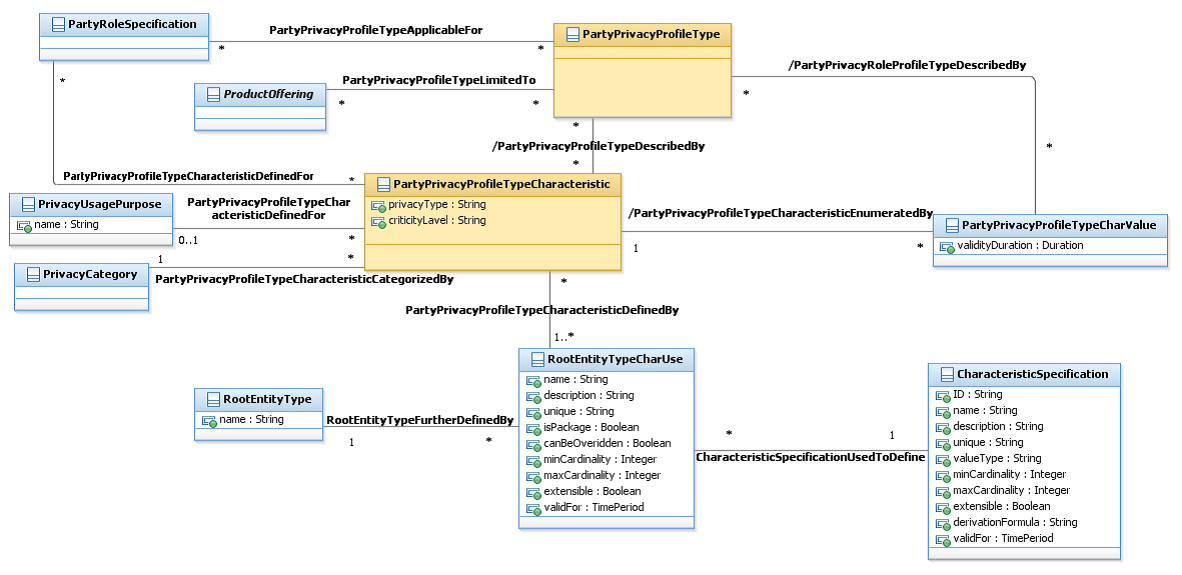 PartyRoleSpecification
PartyPrivacyProfileTypeApplicableFor
*
*
PartyPrivacyProfileType
/PartyPrivacyRoleProfileTypeDescribedBy
*
*
*
PartyPrivacyProfileTypeLimitedTo
ProductOffering
*
*
*
/PartyPrivacyProfileTypeDescribedBy
*
PartyPrivacyProfileTypeCharacteristicDefinedFor
*
PartyPrivacyProfileTypeCharacteristic
privacyType : String
criticityLavel : String
PrivacyUsagePurpose
name : String
PartyPrivacyProfileTypeChar
acteristicDefinedFor
0..1
*
/PartyPrivacyProfileTypeCharacteristicEnumeratedBy
1
*
PartyPrivacyProfileTypeCharValue
validityDuration : Duration
PrivacyCategory
1
*
PartyPrivacyProfileTypeCharacteristicCategorizedBy
*
PartyPrivacyProfileTypeCharacteristicDefinedBy
1..*
RootEntityTypeCharUse
name : String
description : String
unique : String
isPackage : Boolean
canBeOveridden : Boolean
minCardinality : Integer
maxCardinality : Integer
extensible : Boolean
validFor : TimePeriod
RootEntityType
name : String
RootEntityTypeFurtherDefinedBy
1
*
*
1
CharacteristicSpecificationUsedToDefine
CharacteristicSpecification
ID : String
name : String
description : String
unique : String
valueType : String
minCardinality : Integer
maxCardinality : Integer
extensible : Boolean
derivationFormula : String
validFor : TimePeriod